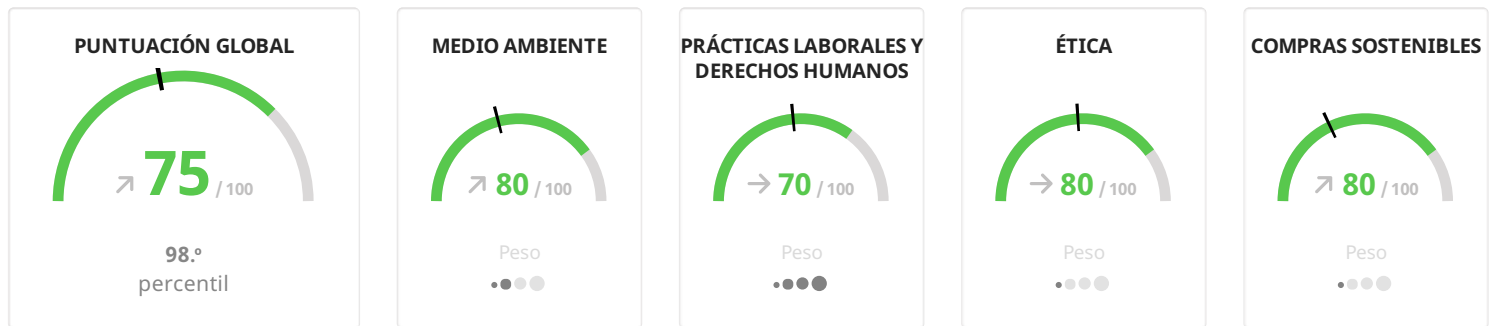 PUNTUACIÓN GLOBAL
75 / 100
98.º
percentil
MEDIO AMBIENTE
80 / 100
Peso
PRÁCTICAS LABORALES Y
DERECHOS HUMANOS
70 / 100
Peso
ÉTICA
80 / 100
Peso
COMPRAS SOSTENIBLES
80 / 100
Peso